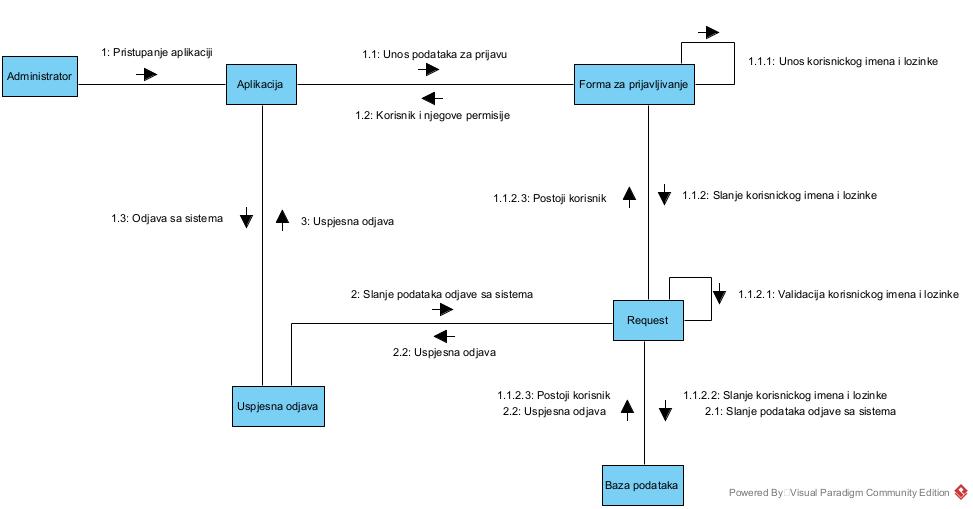 1: Pristupanje aplikaciji
1.1: Unos podataka za prijavu
1.1.1: Unos korisnickog imena i lozinke
Administrator
Aplikacija
Forma za prijavljivanje
1.2: Korisnik i njegove permisije
1.1.2.3: Postoji korisnik
1.1.2: Slanje korisnickog imena i lozinke
1.3: Odjava sa sistema
3: Uspjesna odjava
2: Slanje podataka odjave sa sistema
1.1.2.1: Validacija korisnickog imena i lozinke
Request
2.2: Uspjesna odjava
Uspjesna odjava
1.1.2.3: Postoji korisnik
2.2: Uspjesna odjava
1.1.2.2: Slanje korisnickog imena i lozinke
2.1: Slanje podataka odjave sa sistema
Baza podataka
Powered By Visual Paradigm Community Edition